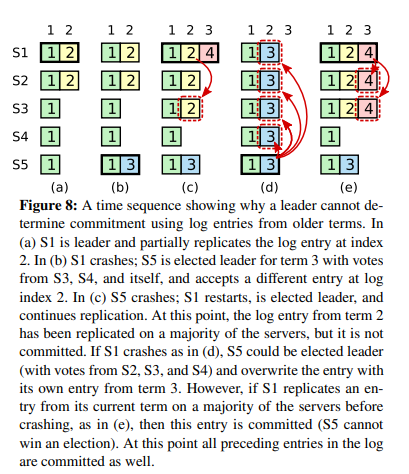 1 2 1 2 1 2 3 1 2 3 1 2 3
S1 1 2 1 2 1 2 4 1 3 1 2 4
S2 1 2 1 2 1 2 1 3 1 2 4
S3 1 1 1 2 1 3 1 2 4
S4 1 1 1 1 3 1
S5 1 1 3 1 3 1 3 1 3
(a) (b) (c) (d) (e)
Figure 8: A time sequence showing why a leader cannot de-
termine commitment using log entries from older terms. In
(a) S1 is leader and partially replicates the log entry at index
2. In (b) S1 crashes; S5 is elected leader for term 3 with votes
from S3, S4, and itself, and accepts a different entry at log
index 2. In (c) S5 crashes; S1 restarts, is elected leader, and
continues replication. At this point, the log entry from term 2
has been replicated on a majority of the servers, but it is not
committed. If S1 crashes as in (d), S5 could be elected leader
(with votes from S2, S3, and S4) and overwrite the entry with
its own entry from term 3. However, if S1 replicates an en-
try from its current term on a majority of the servers before
crashing, as in (e), then this entry is committed (S5 cannot
win an election). At this point all preceding entries in the log
are committed as well.